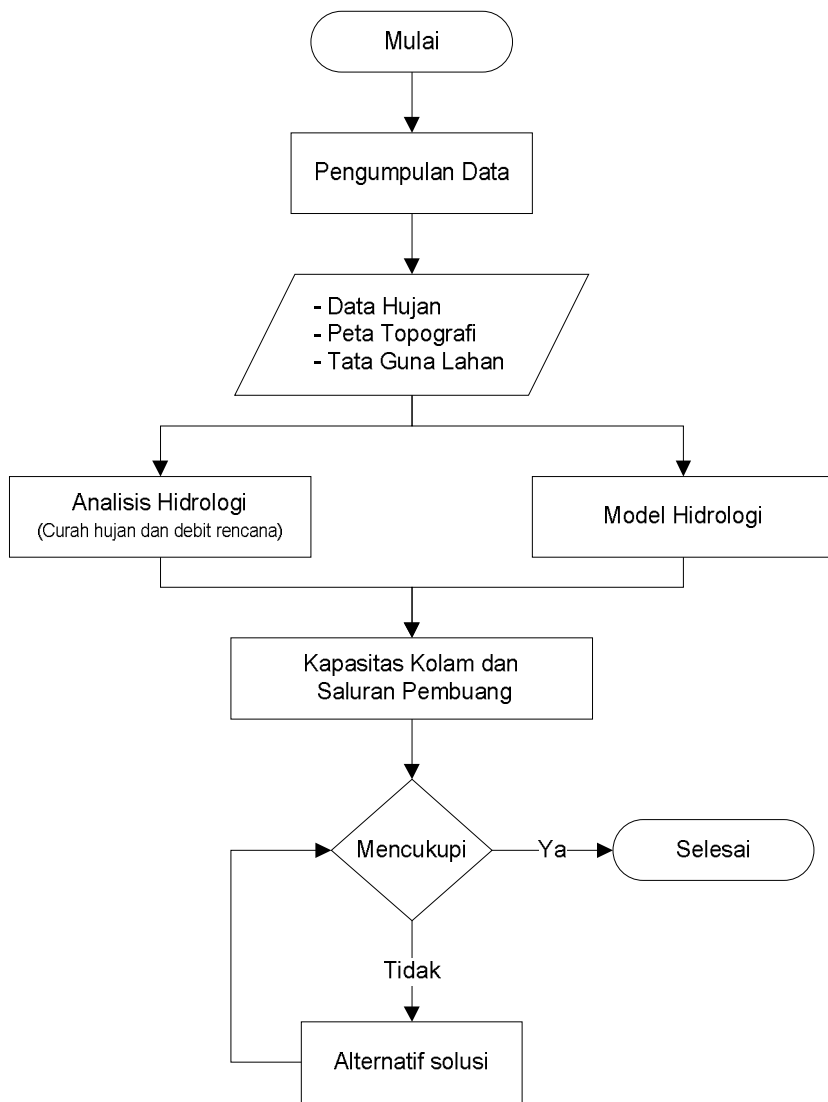 Mulai
Pengumpulan Data
- Data Hujan
- Peta Topografi
- Tata Guna Lahan
Analisis Hidrologi
(Curah hujan dan debit rencana)
Model Hidrologi
Kapasitas Kolam dan
Saluran Pembuang
Mencukupi
Ya
Selesai
Tidak
Alternatif solusi